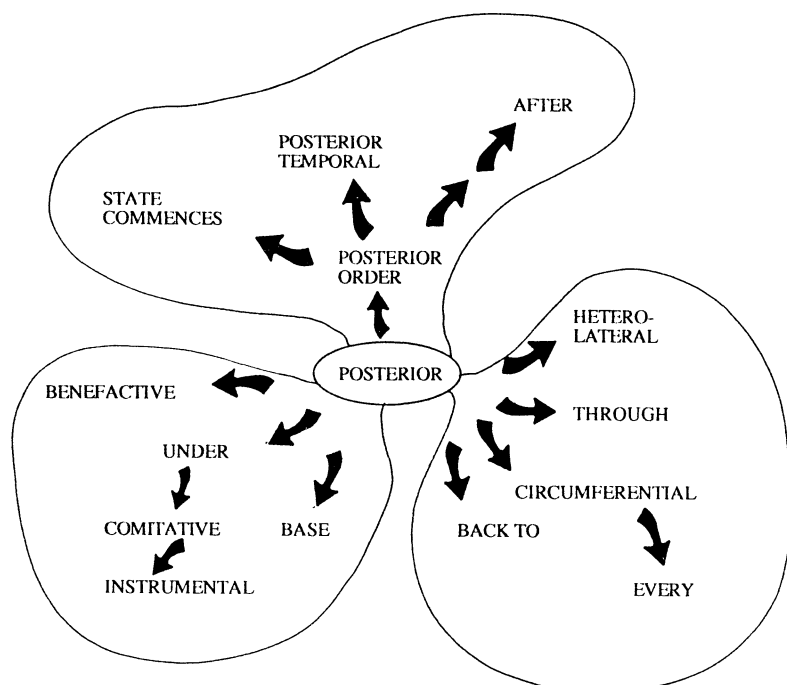 AFTER
POSTERIOR
TEMPORAL
STATE
COMMENCES
POSTERIOR
ORDER
HETERO-
LATERAL
POSTERIOR
BENEFACTIVE
THROUGH
UNDER
CIRCUMFERENTIAL
COMITATIVE
BASE
BACK TO
INSTRUMENTAL
EVERY